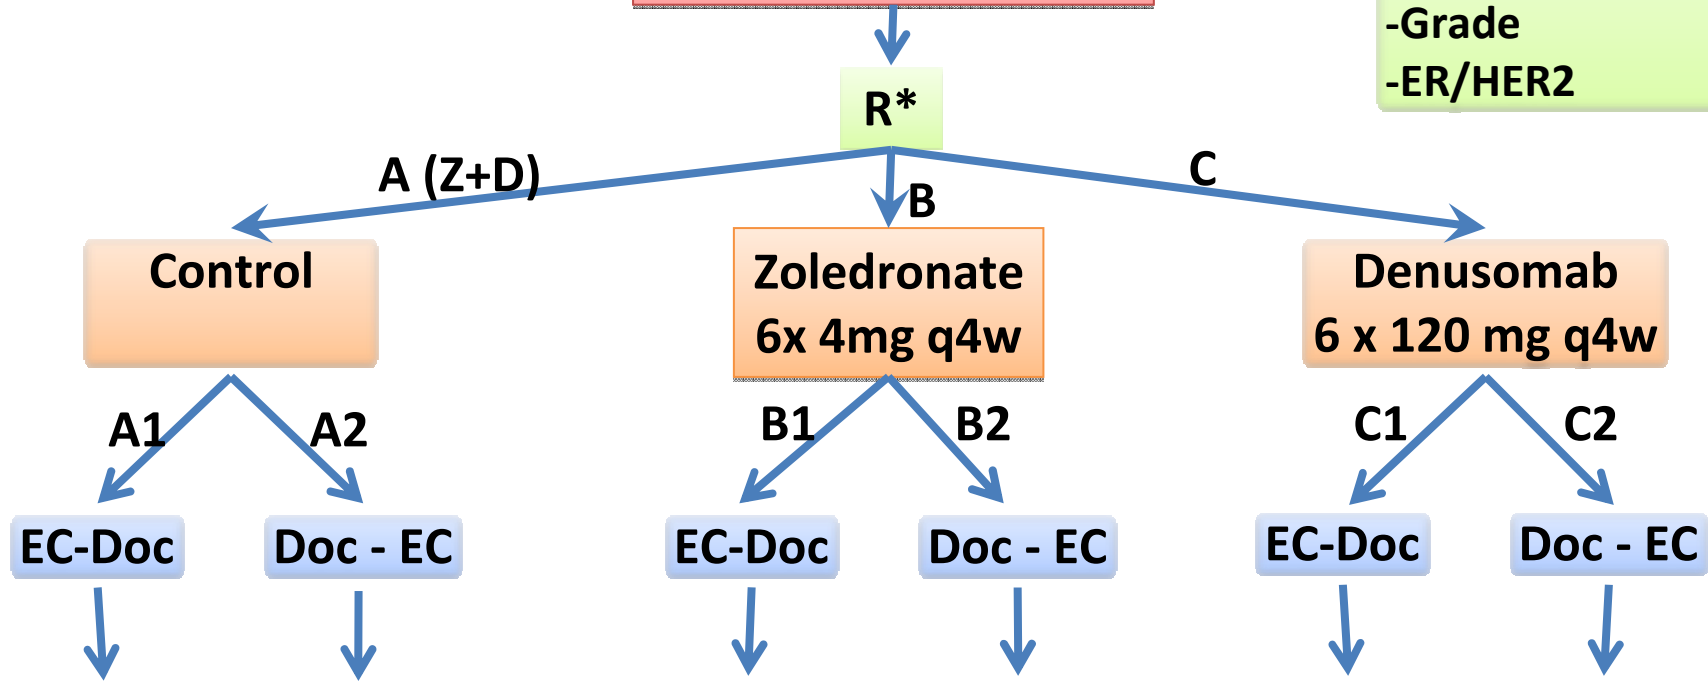 -Grade
-ER/HER2
R*
A (Z+D)
B
C
Control
Zoledronate
6x 4mg q4w
Denusomab
6 x 120 mg q4w
A1
A2
B1
B2
C1
C2
EC-Doc
Doc - EC
EC-Doc
Doc - EC
EC-Doc
Doc - EC